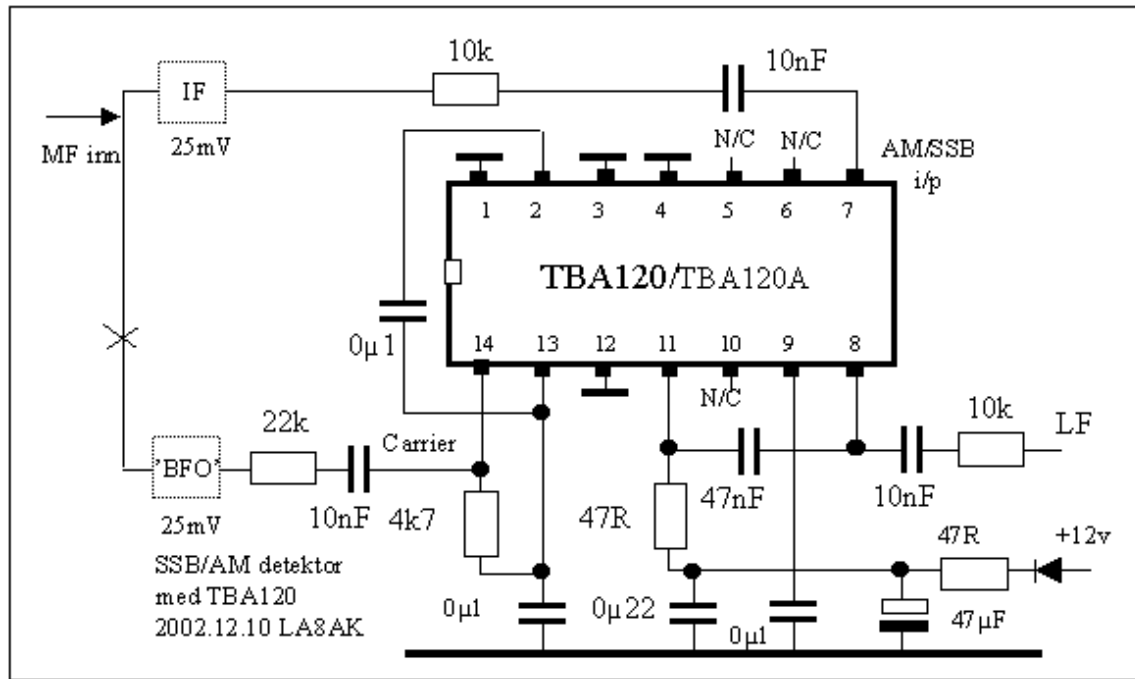 10k
10nF
IF
MF inn
25mV
N/C
N/C
AM/SSB
i/p
1
2
3
4
5
6
7
TBA120/TBA120A
0µ1
14
13
12
11
10
9
8
N/C
22k
Carrier
10k
LF
'BFO'
10nF
4k7
47R
47nF
10nF
25mV
47R
+12v
SSB/AM detektor
med TBA120
2002.12.10 LA8AK
0µ1
0µ22
0µ1
47µF